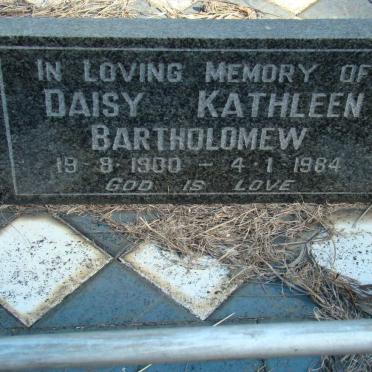 IN LOVING MEMORY OF
DAISY KATHLEEN
BARTHOLOMEW
19·8·1900 – 4·1·1984
GOD IS LOVE